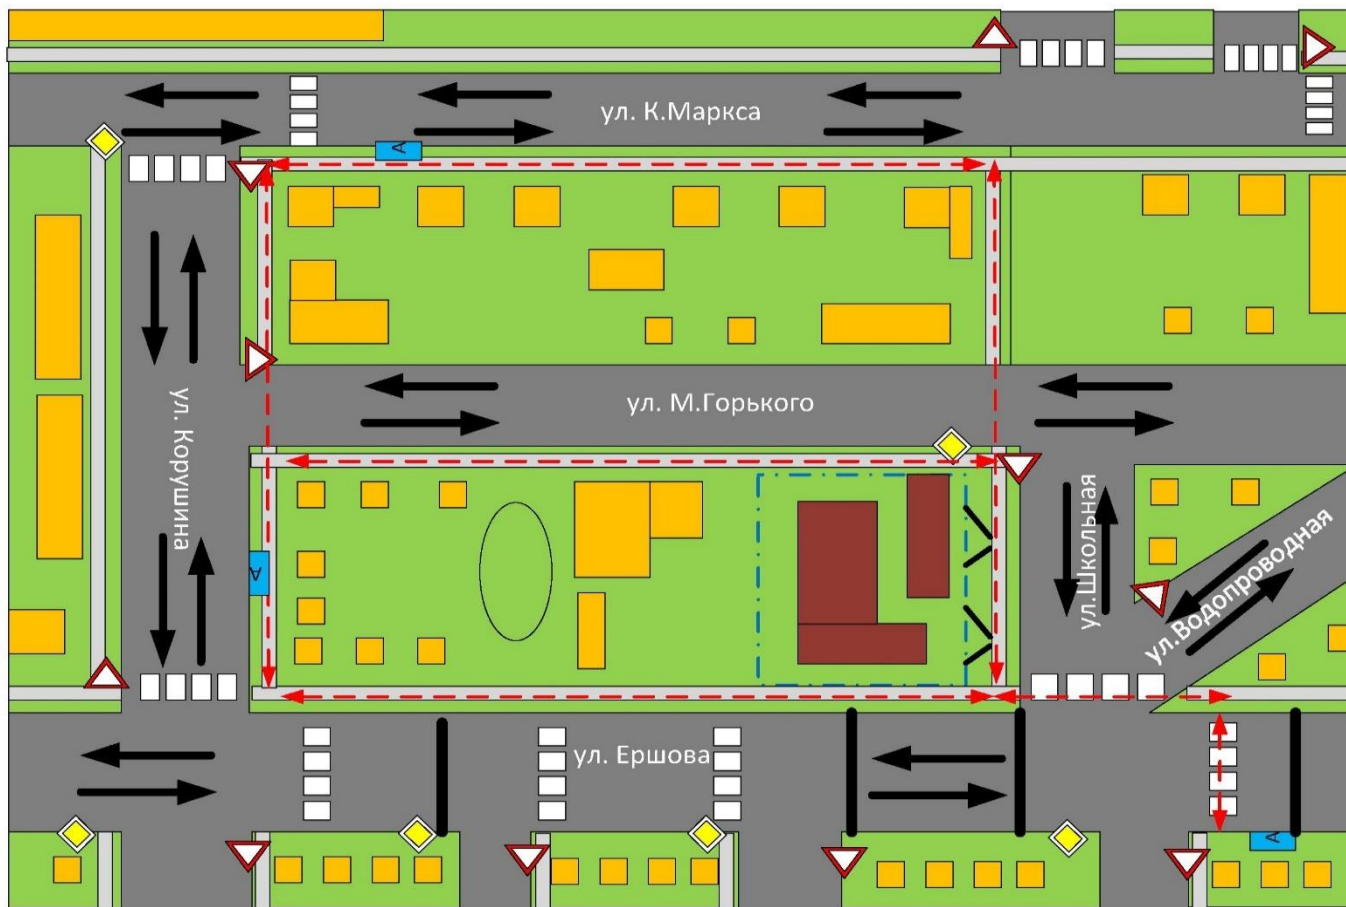 ул. К.Маркса
А
ул. М.Горького
ул. Корушина
А
ул.Школьная
ул.Водопроводная
ул. Ершова
А